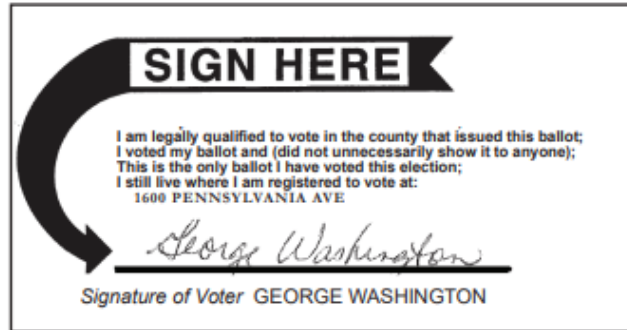 SIGN HERE
I am legally qualified to vote in the county that issued this ballot;
I voted my ballot and (did not unnecessarily show it to anyone);
This is the only ballot I have voted this election;
I still live where I am registered to vote at:
1600 PENNSYLVANIA AVE
George Washington
Signature of Voter GEORGE WASHINGTON